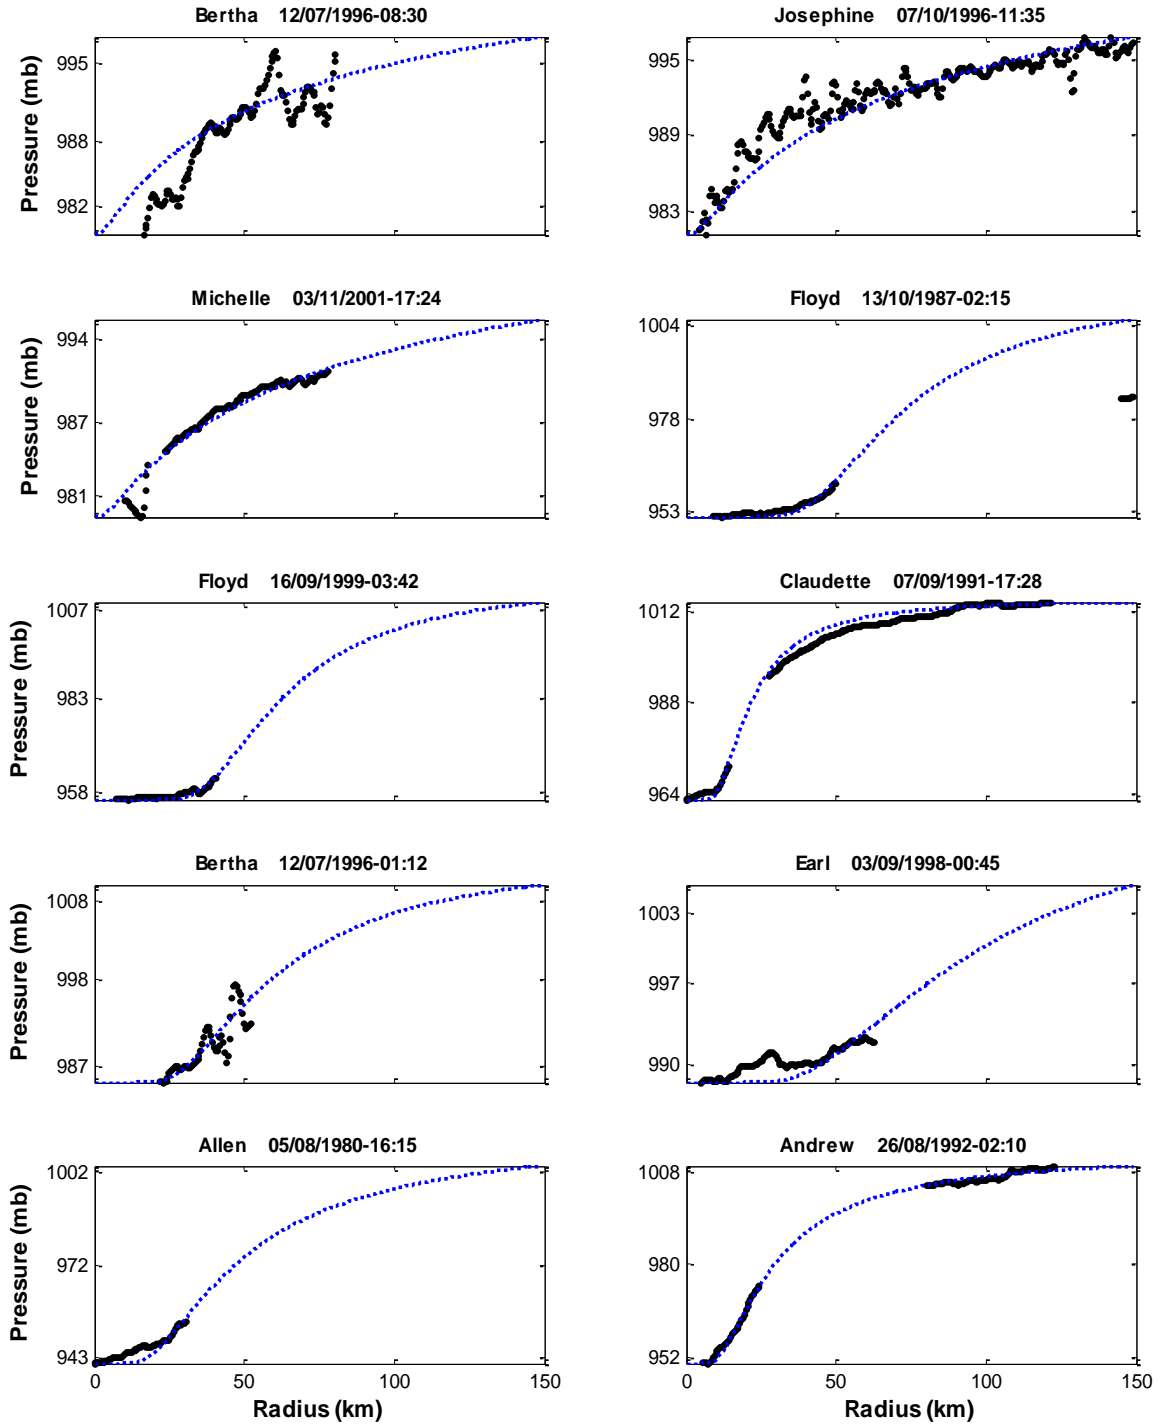 Bertha 12/07/1996-08:30
Josephine 07/10/1996-11:35
Pressure (mb)
995
988
982
995
989
983
Michelle 03/11/2001-17:24
Floyd 13/10/1987-02:15
Pressure (mb)
994
987
981
1004
978
953
Floyd 16/09/1999-03:42
Claudette 07/09/1991-17:28
Pressure (mb)
1007
983
958
1012
988
964
Bertha 12/07/1996-01:12
Earl 03/09/1998-00:45
Pressure (mb)
1008
998
987
1003
997
990
Allen 05/08/1980-16:15
Andrew 26/08/1992-02:10
Pressure (mb)
1002
972
943
1008
980
952
0 50 100 150
0 50 100 150
Radius (km)
Radius (km)